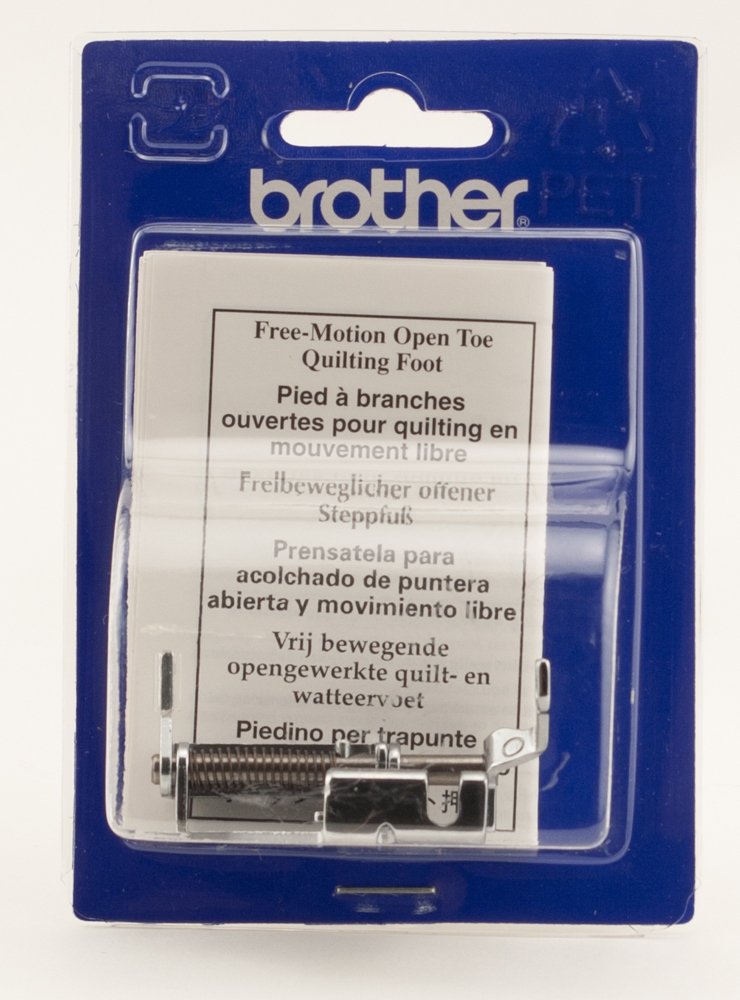 brother®
PET
Free-Motion Open Toe
Quilting Foot
Pied à branches
ouvertes pour quilting en
mouvement libre
Freibeweglicher offener
Steppfuß
Prensatela para
acolchado de puntera
abierta y movimiento libre
Vrij bewegende
opengewerkte quilt- en
watteervoet
Piedino per trapunte